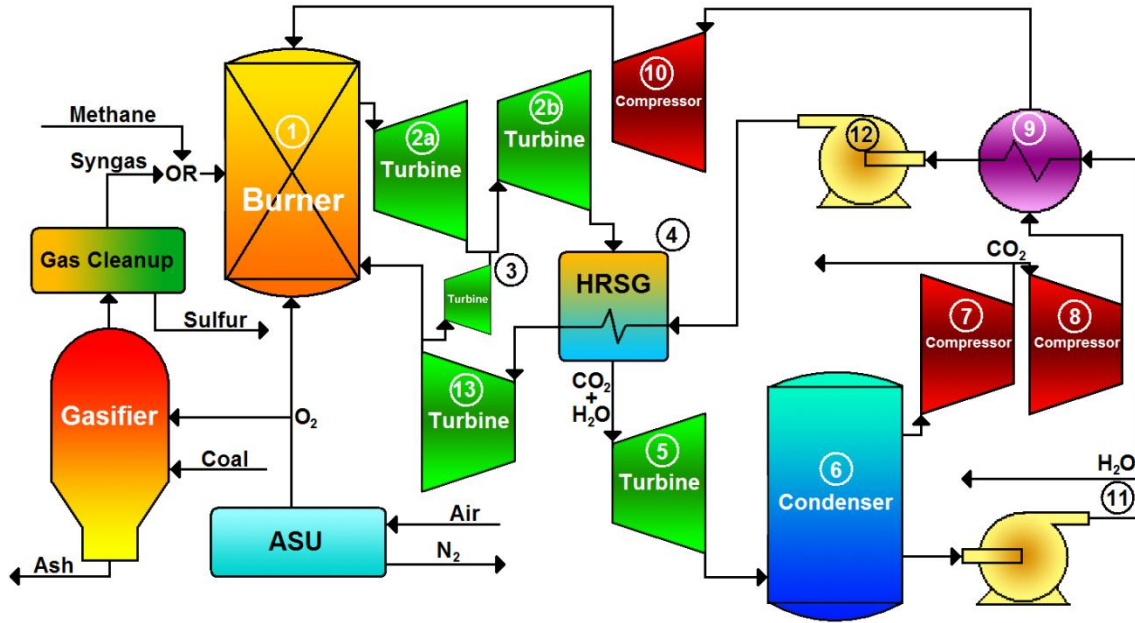 10
Compressor
2b
Turbine
Methane
1
2a
Turbine
12
9
Syngas
OR
Burner
3
4
CO2
Gas Cleanup
Turbine
HRSG
7
Compressor
8
Compressor
Sulfur
13
Turbine
CO2
+
H2O
Gasifier
O2
5
Turbine
6
Condenser
H2O
11
Coal
Air
ASU
N2
Ash